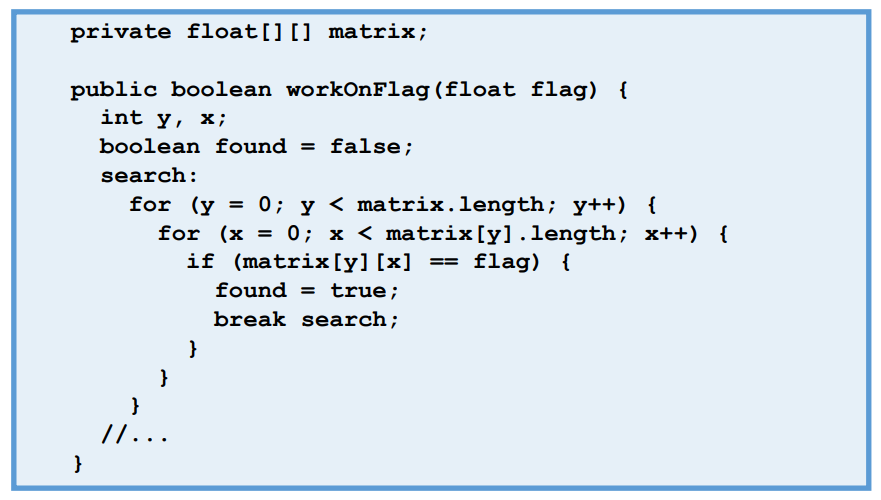 private float[][] matrix;
public boolean workOnFlag(float flag) {
int y, x;
boolean found = false;
search:
for (y = 0; y < matrix.length; y++) {
for (x = 0; x < matrix[y].length; x++) {
if (matrix[y][x] == flag) {
found = true;
break search;
}
}
}
//...
}